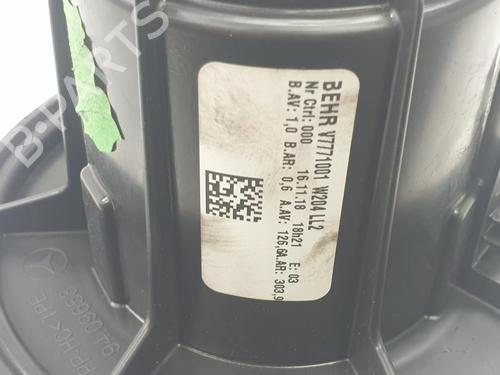 BEHR V7771001 W204 LL2
Nr Ctrl: 000 16.11.18 18h21 E: 03
B.AV: 1,0 B.AR: 0,6 A.AV: 126,6A.AR: 303,9
B-PARTS